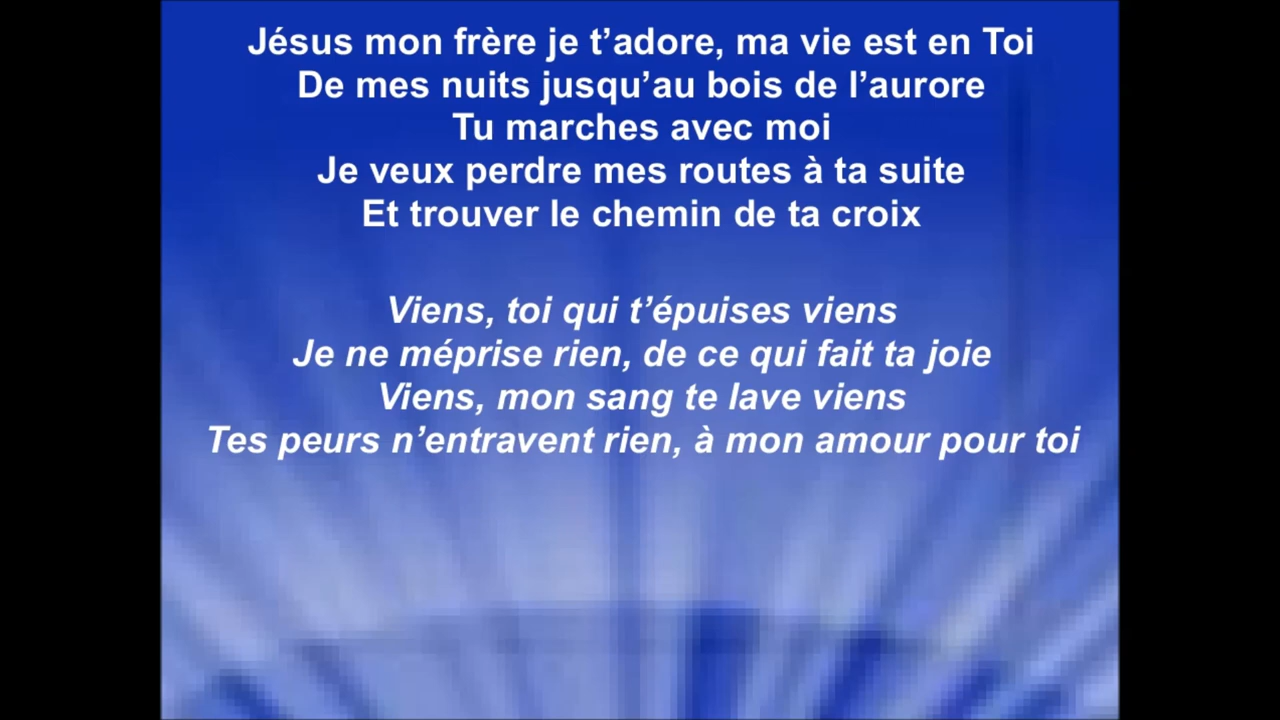 Jésus mon frère je t’adore, ma vie est en Toi
De mes nuits jusqu’au bois de l’aurore
Tu marches avec moi
Je veux perdre mes routes à ta suite
Et trouver le chemin de ta croix
Viens, toi qui t’épuises viens
Je ne méprise rien, de ce qui fait ta joie
Viens, mon sang te lave viens
Tes peurs n’entravent rien, à mon amour pour toi